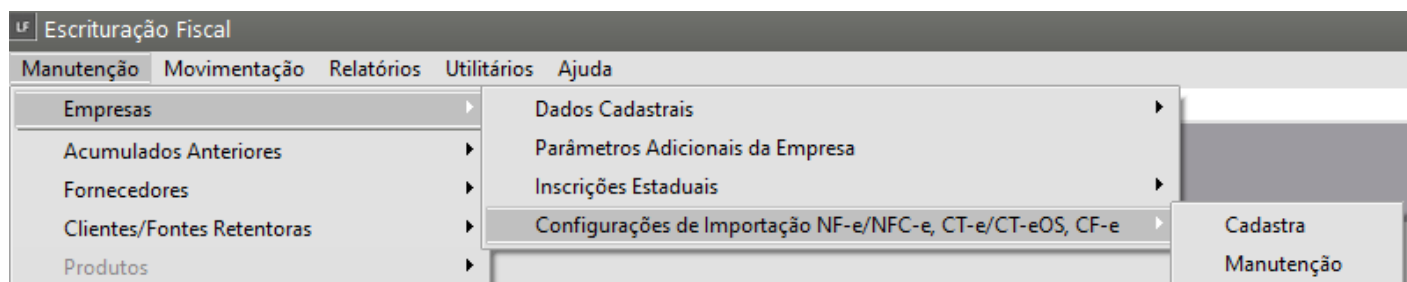 LF Escrituração Fiscal
Manutenção Movimentação Relatórios Utilitários Ajuda
Empresas
Dados Cadastrais
Acumulados Anteriores
Parâmetros Adicionais da Empresa
Fornecedores
Inscrições Estaduais
Clientes/Fontes Retentoras
Configurações de Importação NF-e/NFC-e, CT-e/CT-eOS, CF-e
Cadastra
Produtos
Manutenção